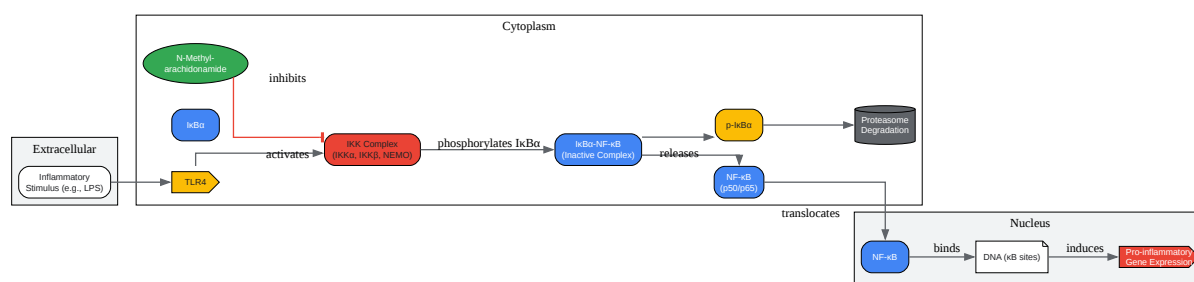 Cytoplasm
N-Methyl-
arachidonamide
inhibits
IκBα
p-IκBα
Proteasome
Degradation
Extracellular
Inflammatory
Stimulus (e.g., LPS)
TLR4
activates
IKK Complex
(IKKα, IKKβ, NEMO)
phosphorylates IκBα
IκBα-NF-κB
(Inactive Complex)
releases
NF-κB
(p50/p65)
translocates
Nucleus
NF-κB
binds
DNA (κB sites)
induces
Pro-inflammatory
Gene Expression